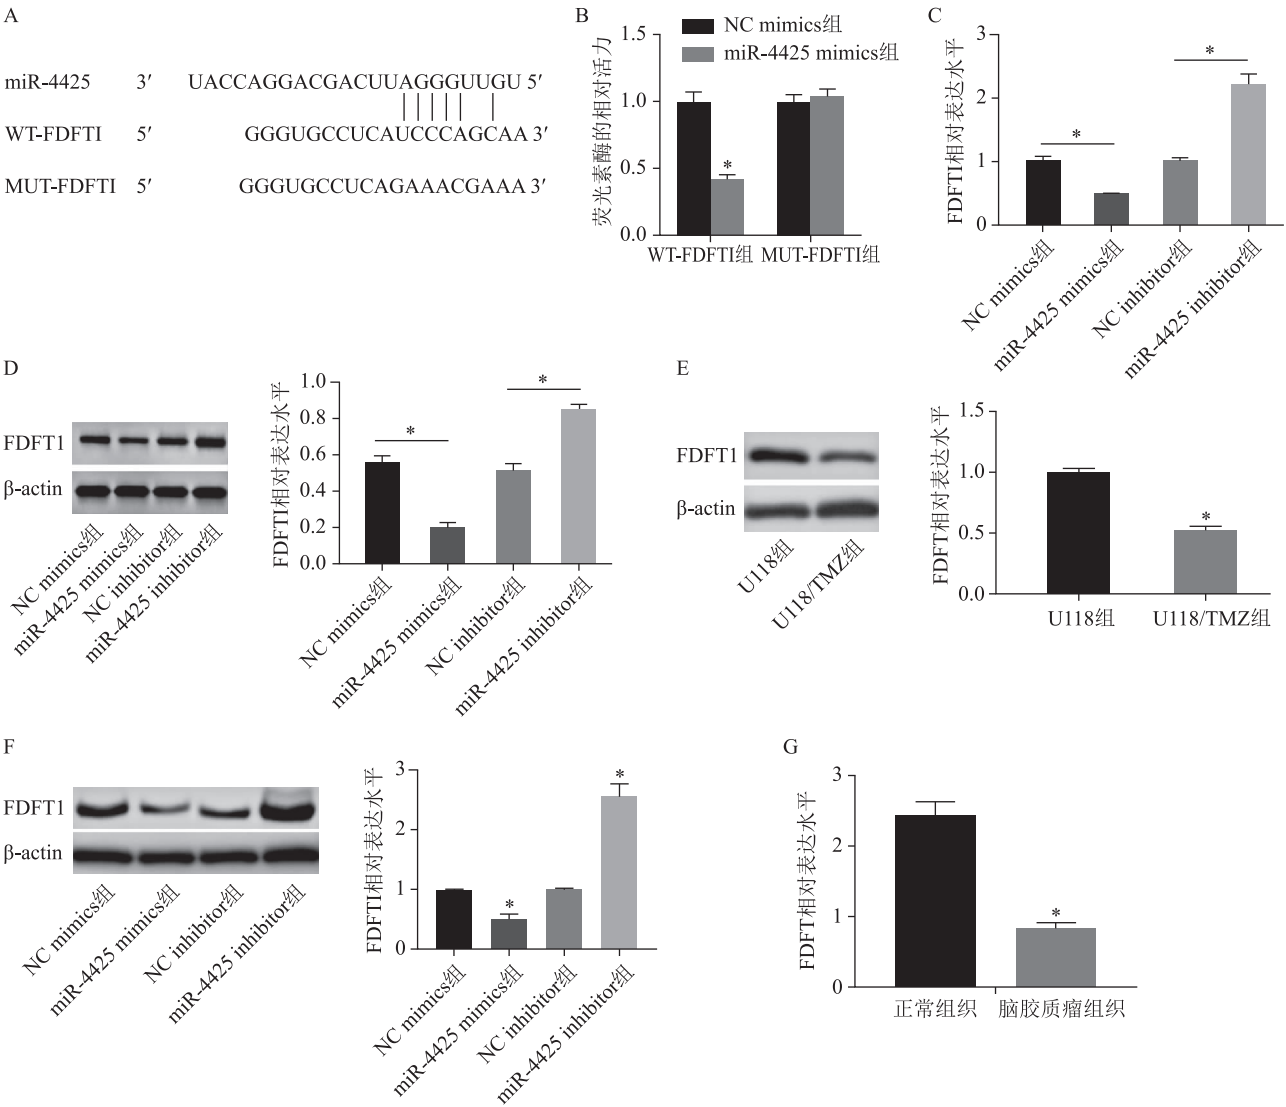 A
miR-4425 3′ UACCAGGACGACUUAGGGUUGU 5′
WT-FDFTI 5′ GGGUGCCUCAUCCCAGCAA 3′
MUT-FDFTI 5′ GGGUGCCUCAGAAACGAAA 3′
B
NC mimics组
miR-4425 mimics组
荧光素酶的相对活力
1.5
1.0
0.5
0.0
*
WT-FDFTI组 MUT-FDFTI组
C
FDFTI相对表达水平
3
2
1
0
* *
NC mimics组
miR-4425 mimics组
NC inhibitor组
miR-4425 inhibitor组
D
FDFT1
β-actin
NC mimics组
miR-4425 mimics组
NC inhibitor组
miR-4425 inhibitor组
FDFTI相对表达水平
1.0
0.8
0.6
0.4
0.2
0.0
* *
NC mimics组
miR-4425 mimics组
NC inhibitor组
miR-4425 inhibitor组
E
FDFT1
β-actin
U118组
U118/TMZ组
FDFT相对表达水平
1.5
1.0
0.5
0.0
*
U118组 U118/TMZ组
F
FDFT1
β-actin
NC mimics组
miR-4425 mimics组
NC inhibitor组
miR-4425 inhibitor组
FDFTI相对表达水平
3
2
1
0
* *
NC mimics组
miR-4425 mimics组
NC inhibitor组
miR-4425 inhibitor组
G
FDFT相对表达水平
3
2
1
0
*
正常组织 脑胶质瘤组织